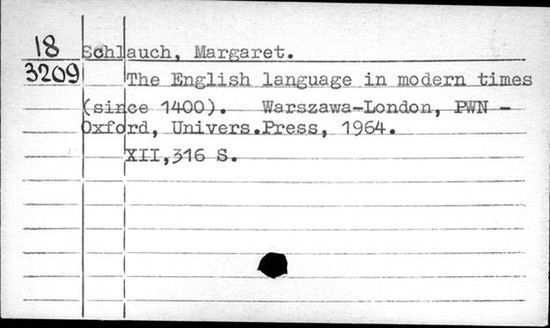 18 Schlauch, Margaret.
3209 The English language in modern times
(since 1400). Warszawa-London, PWN -
Oxford, Univers.Press, 1964.
XII,316 S.